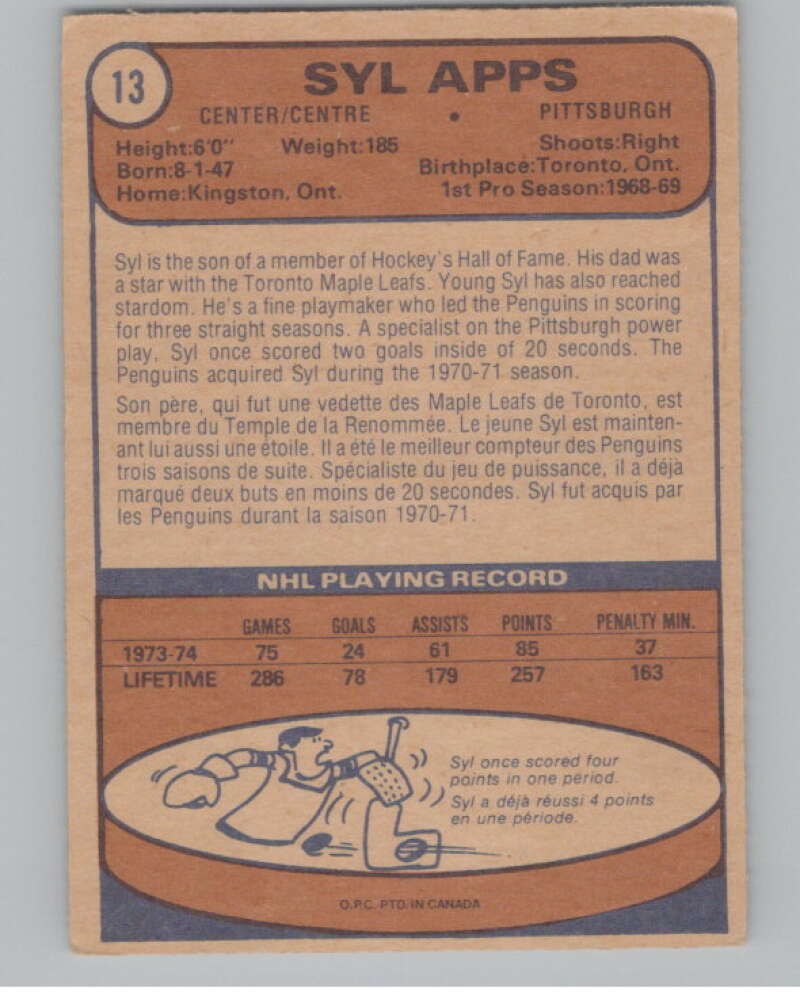 13
SYL APPS
CENTER/CENTRE • PITTSBURGH
Height:6'0" Weight:185 Shoots:Right
Born:8-1-47 Birthplace:Toronto, Ont.
Home:Kingston, Ont. 1st Pro Season:1968-69
Syl is the son of a member of Hockey's Hall of Fame. His dad was
a star with the Toronto Maple Leafs. Young Syl has also reached
stardom. He's a fine playmaker who led the Penguins in scoring
for three straight seasons. A specialist on the Pittsburgh power
play, Syl once scored two goals inside of 20 seconds. The
Penguins acquired Syl during the 1970-71 season.
Son père, qui fut une vedette des Maple Leafs de Toronto, est
membre du Temple de la Renommée. Le jeune Syl est mainten-
ant lui aussi une étoile. Il a été le meilleur compteur des Penguins
trois saisons de suite. Spécialiste du jeu de puissance, il a déjà
marqué deux buts en moins de 20 secondes. Syl fut acquis par
les Penguins durant la saison 1970-71.
NHL PLAYING RECORD
GAMES GOALS ASSISTS POINTS PENALTY MIN.
1973-74 75 24 61 85 37
LIFETIME 286 78 179 257 163
Syl once scored four
points in one period.
Syl a déjà réussi 4 points
en une période.
O.P.C. PTD. IN CANADA